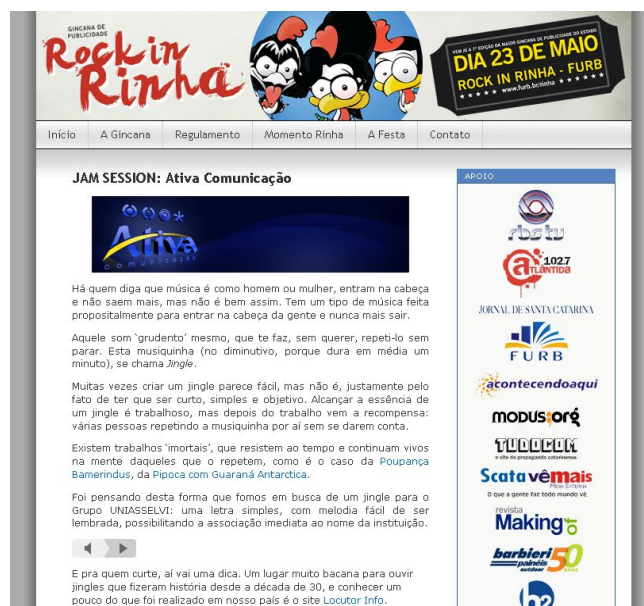 GINCANA DE
PUBLICIDADE
Rock in
Rinha
VEM AÍ A 1ª EDIÇÃO DA MAIOR GINCANA DE PUBLICIDADE DO ESTADO
DIA 23 DE MAIO
ROCK IN RINHA - FURB
www.furb.br/rinha
Início A Gincana Regulamento Momento Rinha A Festa Contato
JAM SESSION: Ativa Comunicação
Ativa
comunicação
Há quem diga que música é como homem ou mulher, entram na cabeça
e não saem mais, mas não é bem assim. Tem um tipo de música feita
propositalmente para entrar na cabeça da gente e nunca mais sair.
Aquele som `grudento´ mesmo, que te faz, sem querer, repeti-lo sem
parar. Esta musiquinha (no diminutivo, porque dura em média um
minuto), se chama Jingle.
Muitas vezes criar um jingle parece fácil, mas não é, justamente pelo
fato de ter que ser curto, simples e objetivo. Alcançar a essência de
um jingle é trabalhoso, mas depois do trabalho vem a recompensa:
várias pessoas repetindo a musiquinha por aí sem se darem conta.
Existem trabalhos `imortais´, que resistem ao tempo e continuam vivos
na mente daqueles que o repetem, como é o caso da Poupança
Bamerindus, da Pipoca com Guaraná Antarctica.
Foi pensando desta forma que fomos em busca de um jingle para o
Grupo UNIASSELVI: uma letra simples, com melodia fácil de ser
lembrada, possibilitando a associação imediata ao nome da instituição.
E pra quem curte, aí vai uma dica. Um lugar muito bacana para ouvir
jingles que fizeram história desde a década de 30, e conhecer um
pouco do que foi realizado em nosso país é o site Locutor Info.
APOIO
rbs tv
102.7
ATLÂNTIDA
JORNAL DE SANTA CATARINA
FURB
acontecendoaqui
modus:org
TUDOCOM
o site da propaganda catarinense.
Scatavêmais
Mídia Externa
O que a gente faz todo mundo vê.
revista
Making of
barbieri 50
painéis
outdoor anos
h2